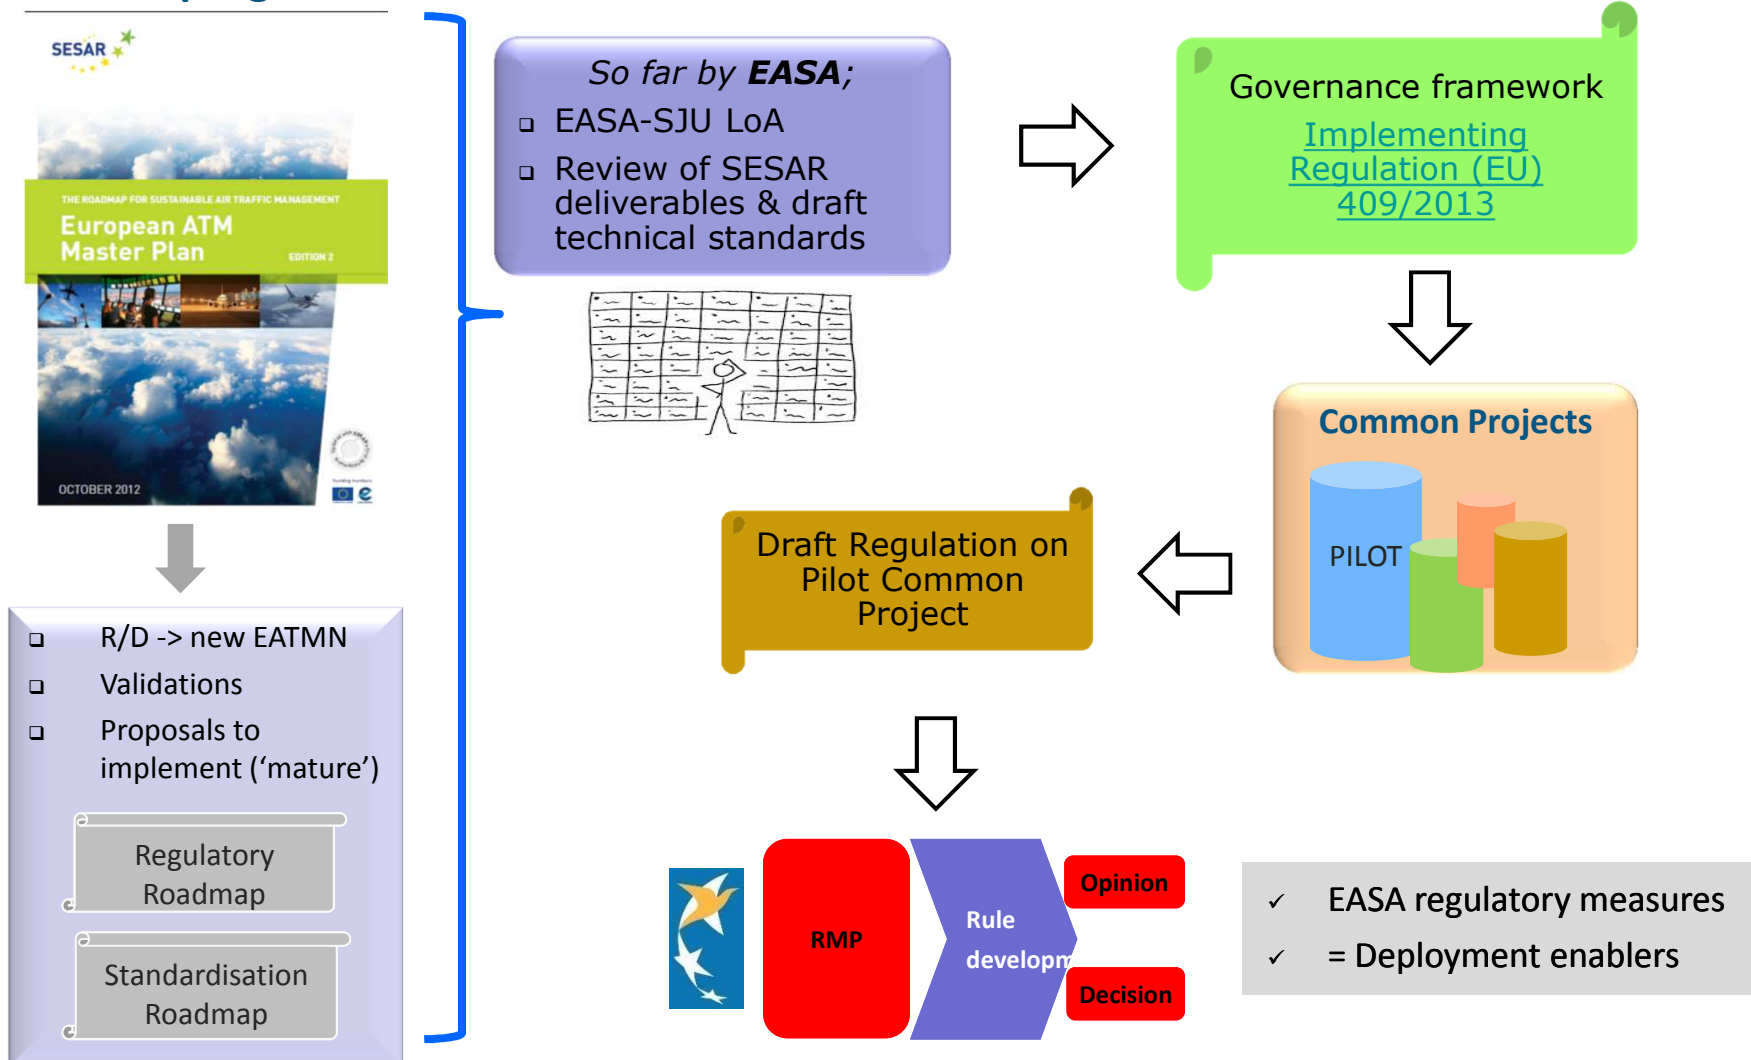 SESAR
THE ROADMAP FOR SUSTAINABLE AIR TRAFFIC MANAGEMENT
European ATM
Master Plan
EDITION 2
OCTOBER 2012
R/D -> new EATMN
Validations
Proposals to
implement (‘mature’)
Regulatory
Roadmap
Standardisation
Roadmap
So far by EASA;
EASA-SJU LoA
Review of SESAR
deliverables & draft
technical standards
Governance framework
Implementing
Regulation (EU)
409/2013
Common Projects
PILOT
Draft Regulation on
Pilot Common
Project
RMP
Rule
developm
Opinion
Decision
EASA regulatory measures
= Deployment enablers